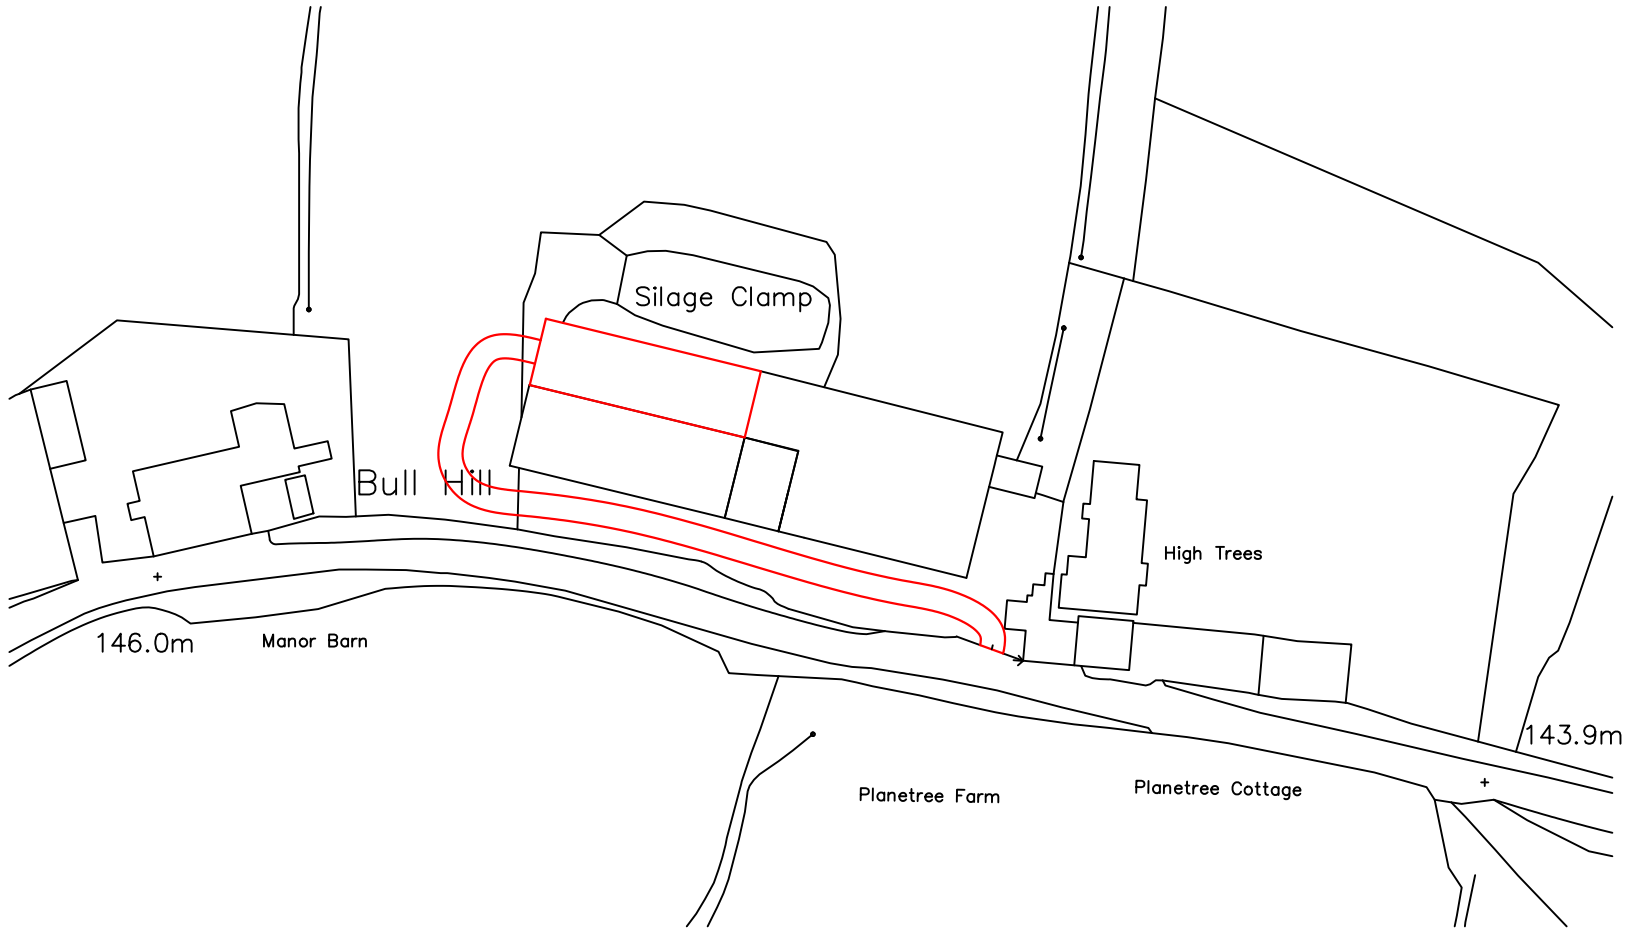 Silage Clamp
Bull Hill
High Trees
146.0m
Manor Barn
143.9m
Planetree Farm
Planetree Cottage